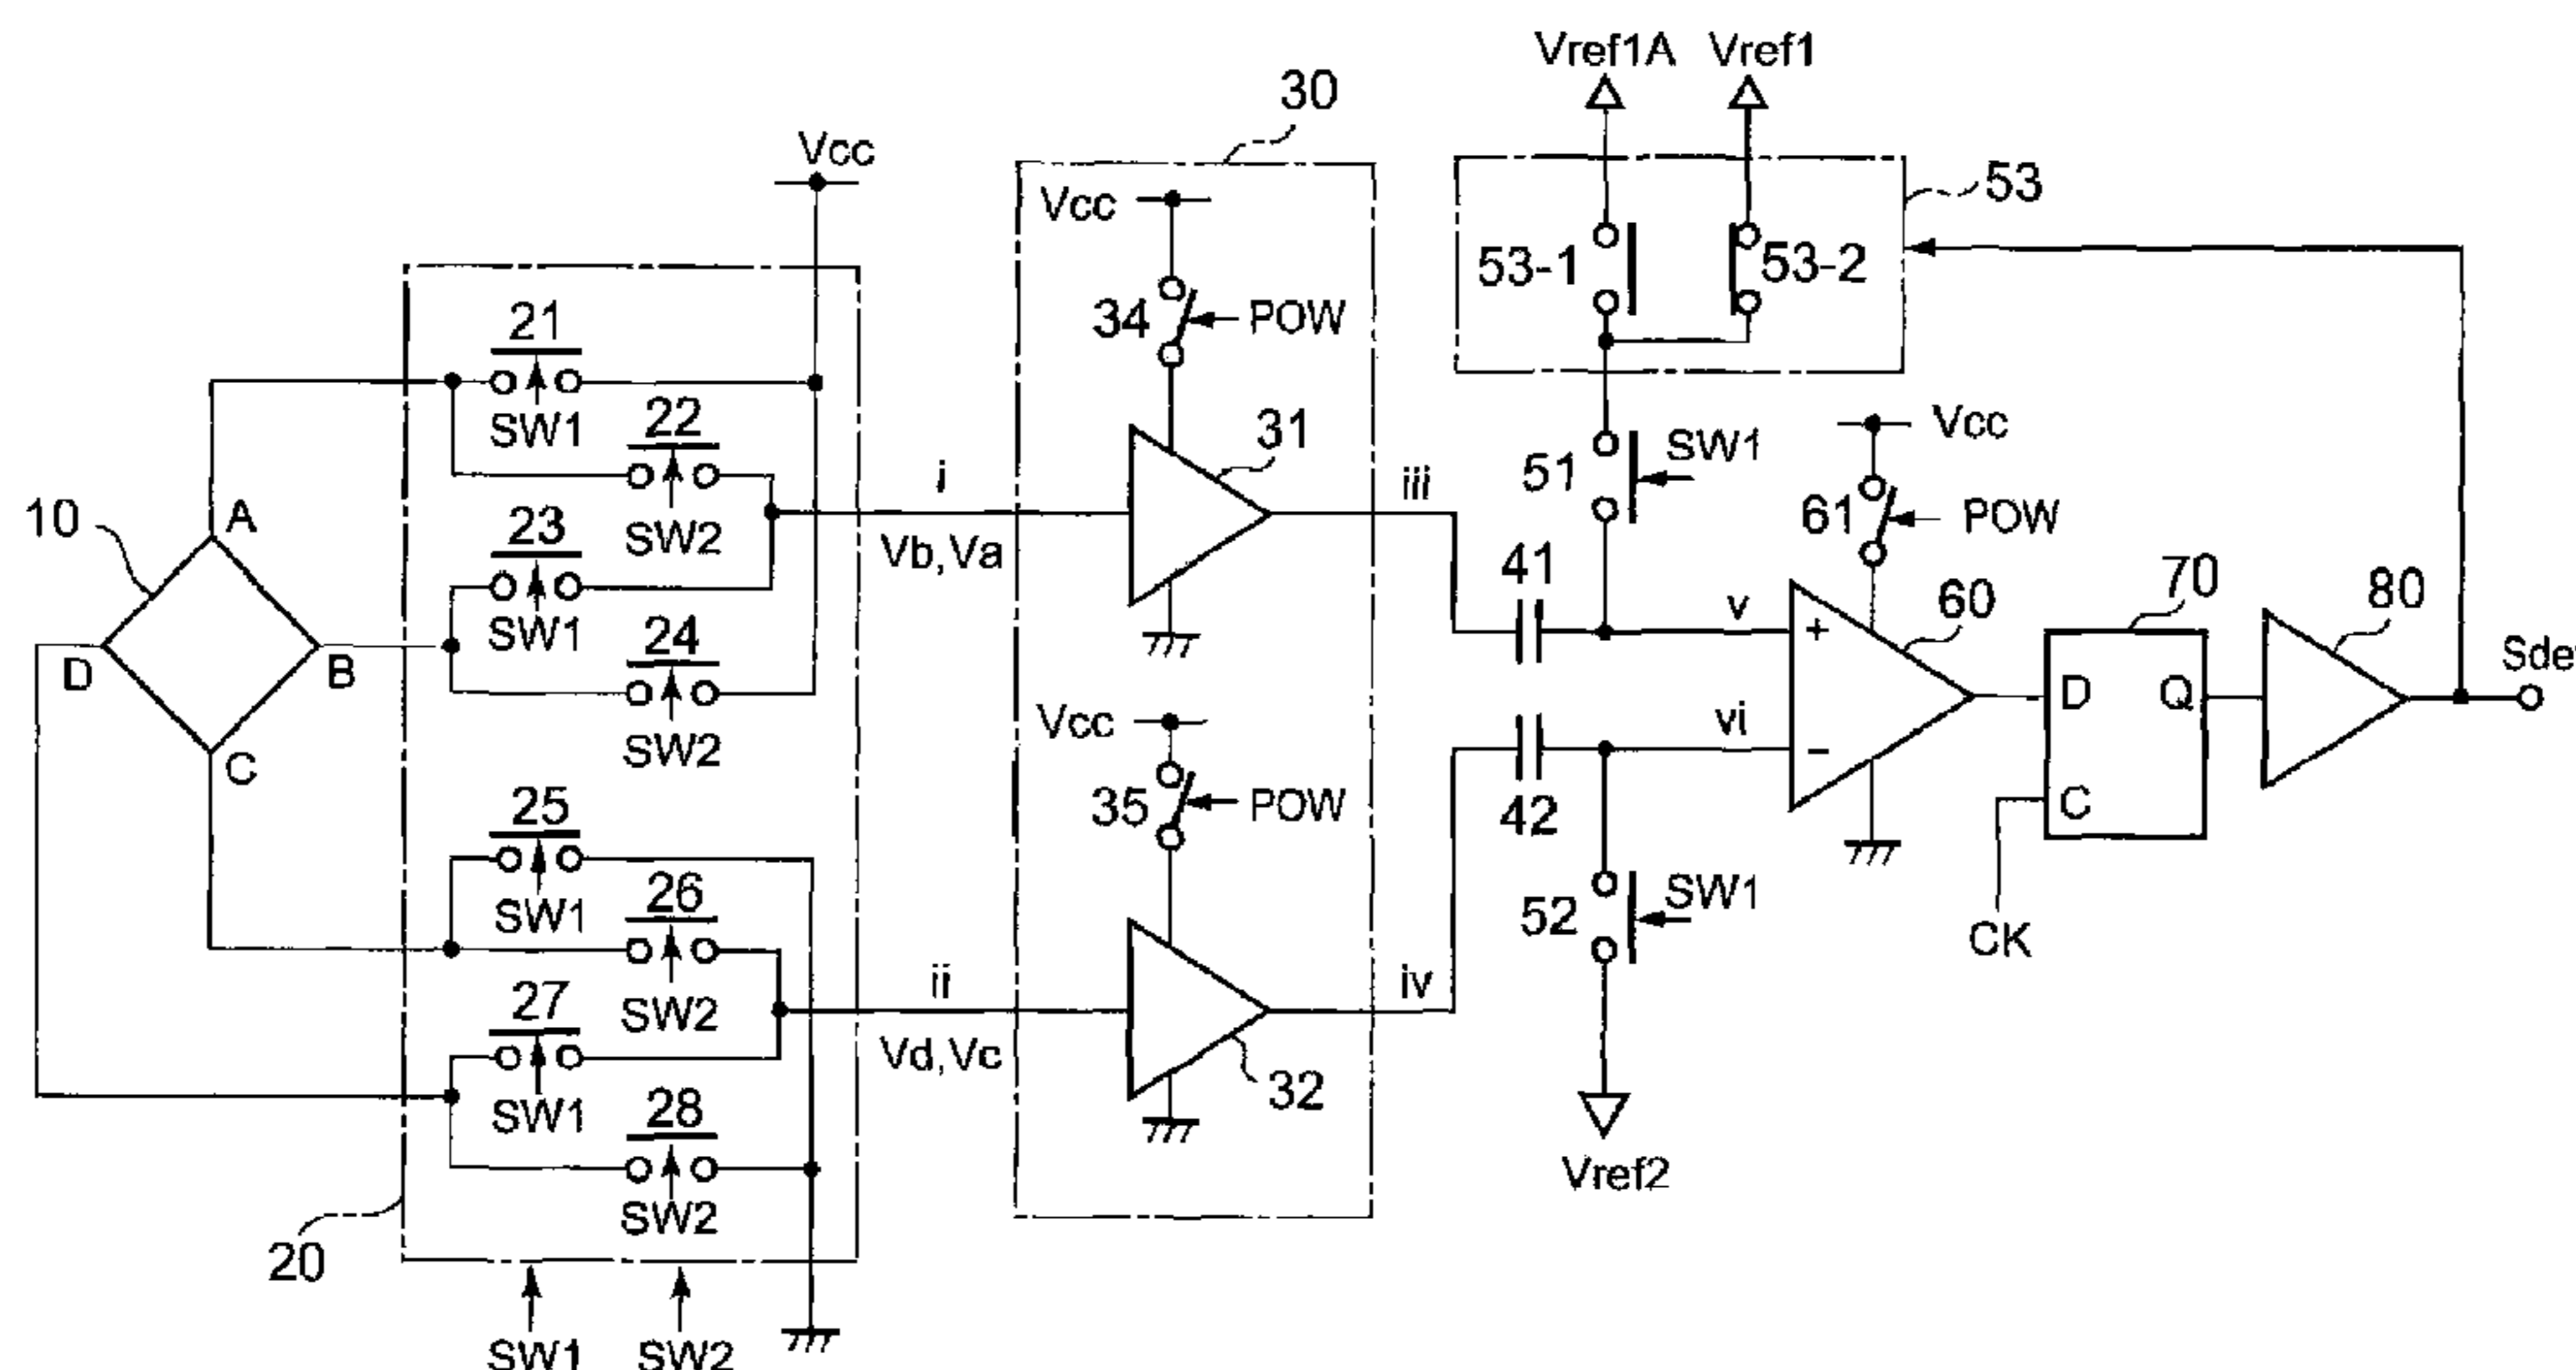 Vref1A Vref1
30
Vcc
53
Vcc
53-1 53-2
21
34 POW
SW1
22
31
SW1
Vcc
i
iii
51
10
A
23
SW2
61 POW
Vb,Va
41
70
SW1
24
v
+
60
80
D
B
D Q
Sde
SW2
Vcc
vi
−
C
25
35 POW
42
C
26
SW1
SW1
52
CK
27
ii
iv
SW2
Vd,Vc
32
SW1
28
Vref2
SW2
20
SW1 SW2